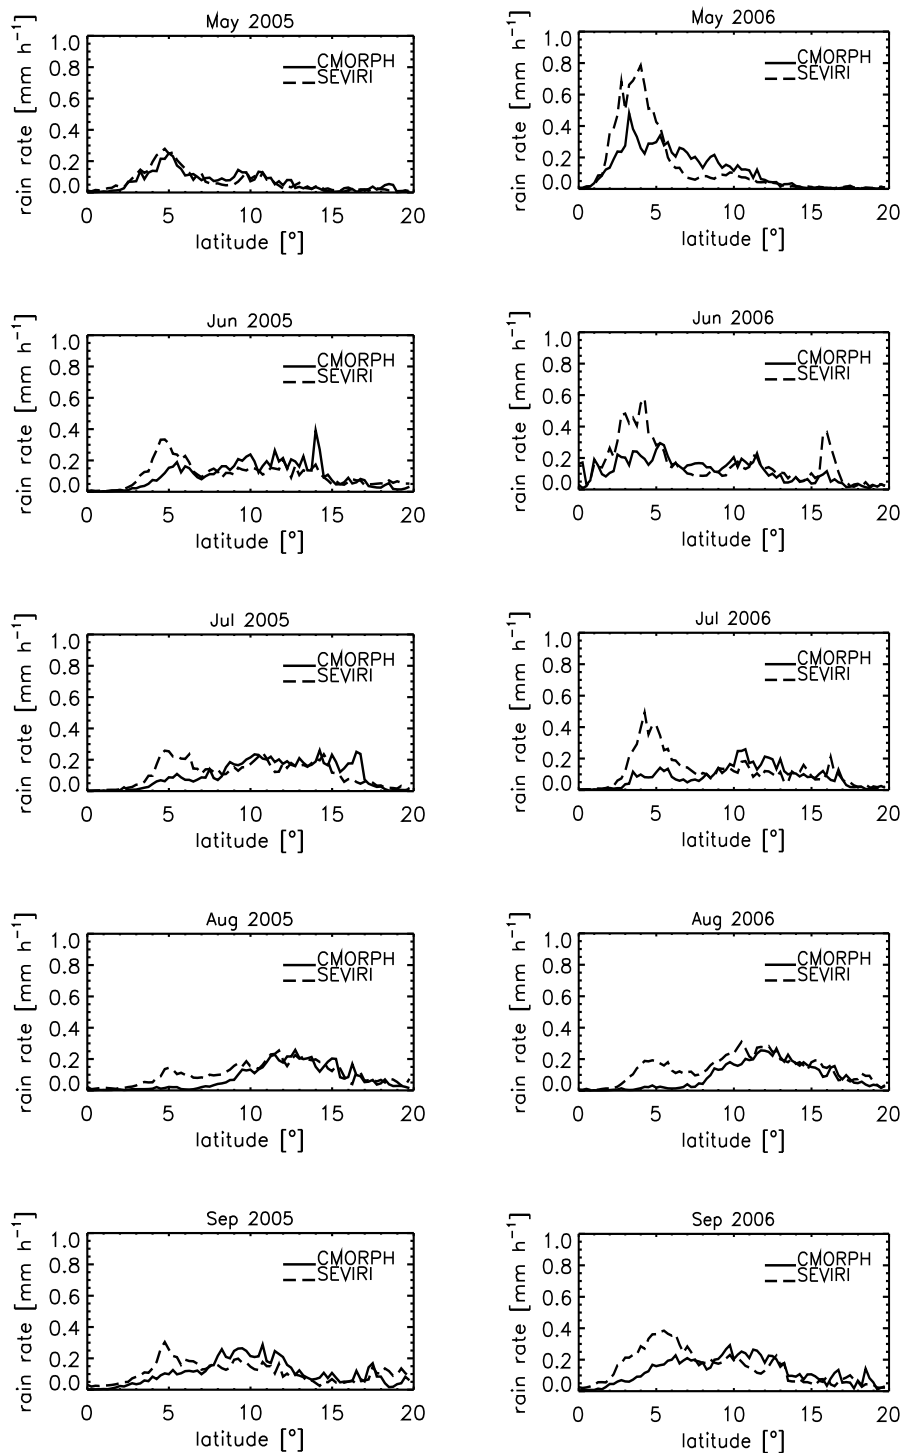 May 2005
rain rate [mm h⁻¹]
1.0
0.8
0.6
0.4
0.2
0.0
CMORPH
SEVIRI
0 5 10 15 20
latitude [°]
May 2006
rain rate [mm h⁻¹]
1.0
0.8
0.6
0.4
0.2
0.0
CMORPH
SEVIRI
0 5 10 15 20
latitude [°]
Jun 2005
rain rate [mm h⁻¹]
1.0
0.8
0.6
0.4
0.2
0.0
CMORPH
SEVIRI
0 5 10 15 20
latitude [°]
Jun 2006
rain rate [mm h⁻¹]
1.0
0.8
0.6
0.4
0.2
0.0
CMORPH
SEVIRI
0 5 10 15 20
latitude [°]
Jul 2005
rain rate [mm h⁻¹]
1.0
0.8
0.6
0.4
0.2
0.0
CMORPH
SEVIRI
0 5 10 15 20
latitude [°]
Jul 2006
rain rate [mm h⁻¹]
1.0
0.8
0.6
0.4
0.2
0.0
CMORPH
SEVIRI
0 5 10 15 20
latitude [°]
Aug 2005
rain rate [mm h⁻¹]
1.0
0.8
0.6
0.4
0.2
0.0
CMORPH
SEVIRI
0 5 10 15 20
latitude [°]
Aug 2006
rain rate [mm h⁻¹]
1.0
0.8
0.6
0.4
0.2
0.0
CMORPH
SEVIRI
0 5 10 15 20
latitude [°]
Sep 2005
rain rate [mm h⁻¹]
1.0
0.8
0.6
0.4
0.2
0.0
CMORPH
SEVIRI
0 5 10 15 20
latitude [°]
Sep 2006
rain rate [mm h⁻¹]
1.0
0.8
0.6
0.4
0.2
0.0
CMORPH
SEVIRI
0 5 10 15 20
latitude [°]